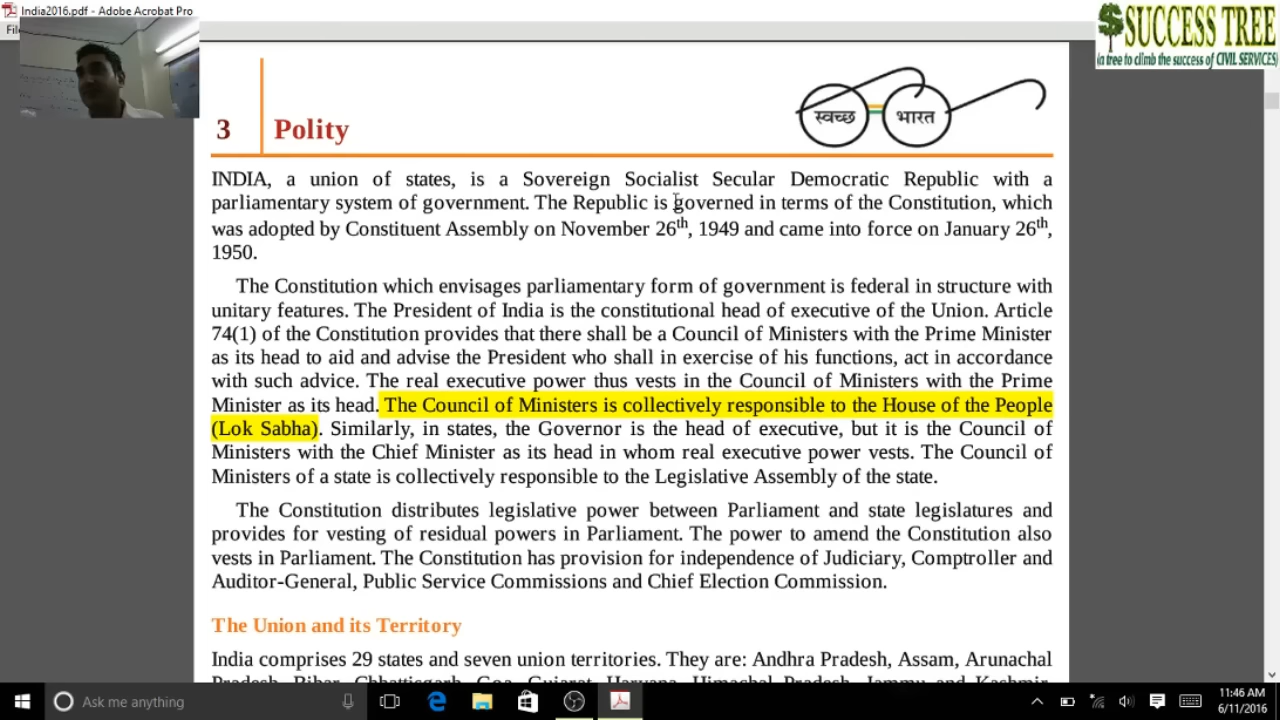 India2016.pdf - Adobe Acrobat Pro
SUCCESS TREE
(a tree to climb the success of CIVIL SERVICES)
3 Polity
स्वच्छ भारत
INDIA, a union of states, is a Sovereign Socialist Secular Democratic Republic with a
parliamentary system of government. The Republic is governed in terms of the Constitution, which
was adopted by Constituent Assembly on November 26th, 1949 and came into force on January 26th,
1950.
The Constitution which envisages parliamentary form of government is federal in structure with
unitary features. The President of India is the constitutional head of executive of the Union. Article
74(1) of the Constitution provides that there shall be a Council of Ministers with the Prime Minister
as its head to aid and advise the President who shall in exercise of his functions, act in accordance
with such advice. The real executive power thus vests in the Council of Ministers with the Prime
Minister as its head. The Council of Ministers is collectively responsible to the House of the People
(Lok Sabha). Similarly, in states, the Governor is the head of executive, but it is the Council of
Ministers with the Chief Minister as its head in whom real executive power vests. The Council of
Ministers of a state is collectively responsible to the Legislative Assembly of the state.
The Constitution distributes legislative power between Parliament and state legislatures and
provides for vesting of residual powers in Parliament. The power to amend the Constitution also
vests in Parliament. The Constitution has provision for independence of Judiciary, Comptroller and
Auditor-General, Public Service Commissions and Chief Election Commission.
The Union and its Territory
India comprises 29 states and seven union territories. They are: Andhra Pradesh, Assam, Arunachal
Pradesh, Bihar, Chhattisgarh, Goa, Gujarat, Haryana, Himachal Pradesh, Jammu and Kashmir,
Ask me anything
11:46 AM
6/11/2016